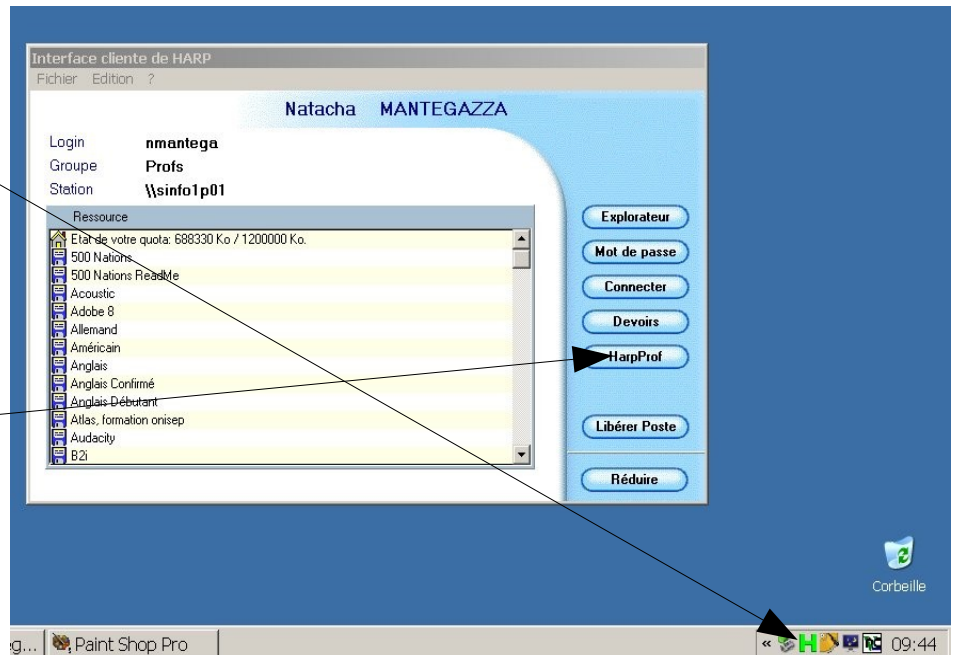 Interface cliente de HARP
Fichier Edition ?
Natacha MANTEGAZZA
Login nmantega
Groupe Profs
Station \\sinfo1p01
Ressource
Etat de votre quota: 688330 Ko / 1200000 Ko.
500 Nations
500 Nations ReadMe
Acoustic
Adobe 8
Allemand
Américain
Anglais
Anglais Confirmé
Anglais Débutant
Atlas, formation onisep
Audacity
B2i
Explorateur
Mot de passe
Connecter
Devoirs
HarpProf
Libérer Poste
Réduire
Corbeille
g... Paint Shop Pro
« H 09:44